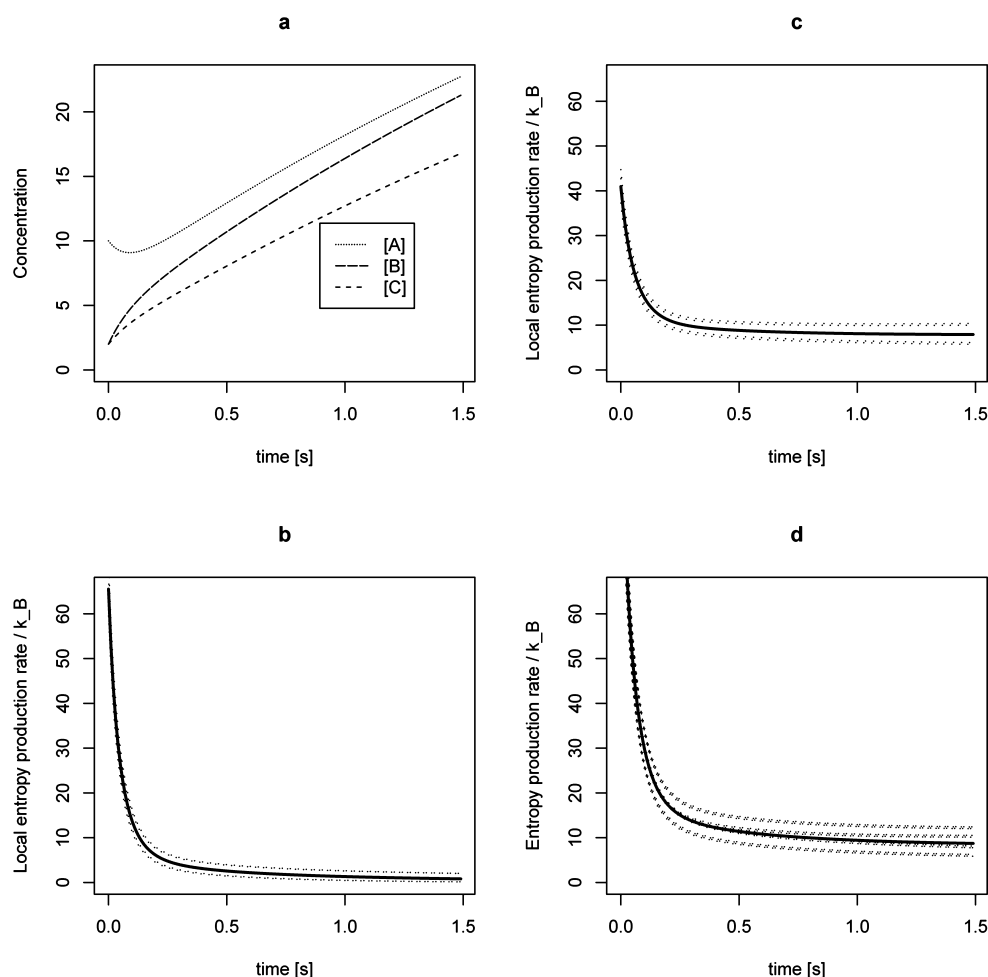 a
Concentration
0
5
10
15
20
[A]
[B]
[C]
0.0 0.5 1.0 1.5
time [s]
c
Local entropy production rate / k_B
0
10
20
30
40
50
60
0.0 0.5 1.0 1.5
time [s]
b
Local entropy production rate / k_B
0
10
20
30
40
50
60
0.0 0.5 1.0 1.5
time [s]
d
Entropy production rate / k_B
0
10
20
30
40
50
60
0.0 0.5 1.0 1.5
time [s]